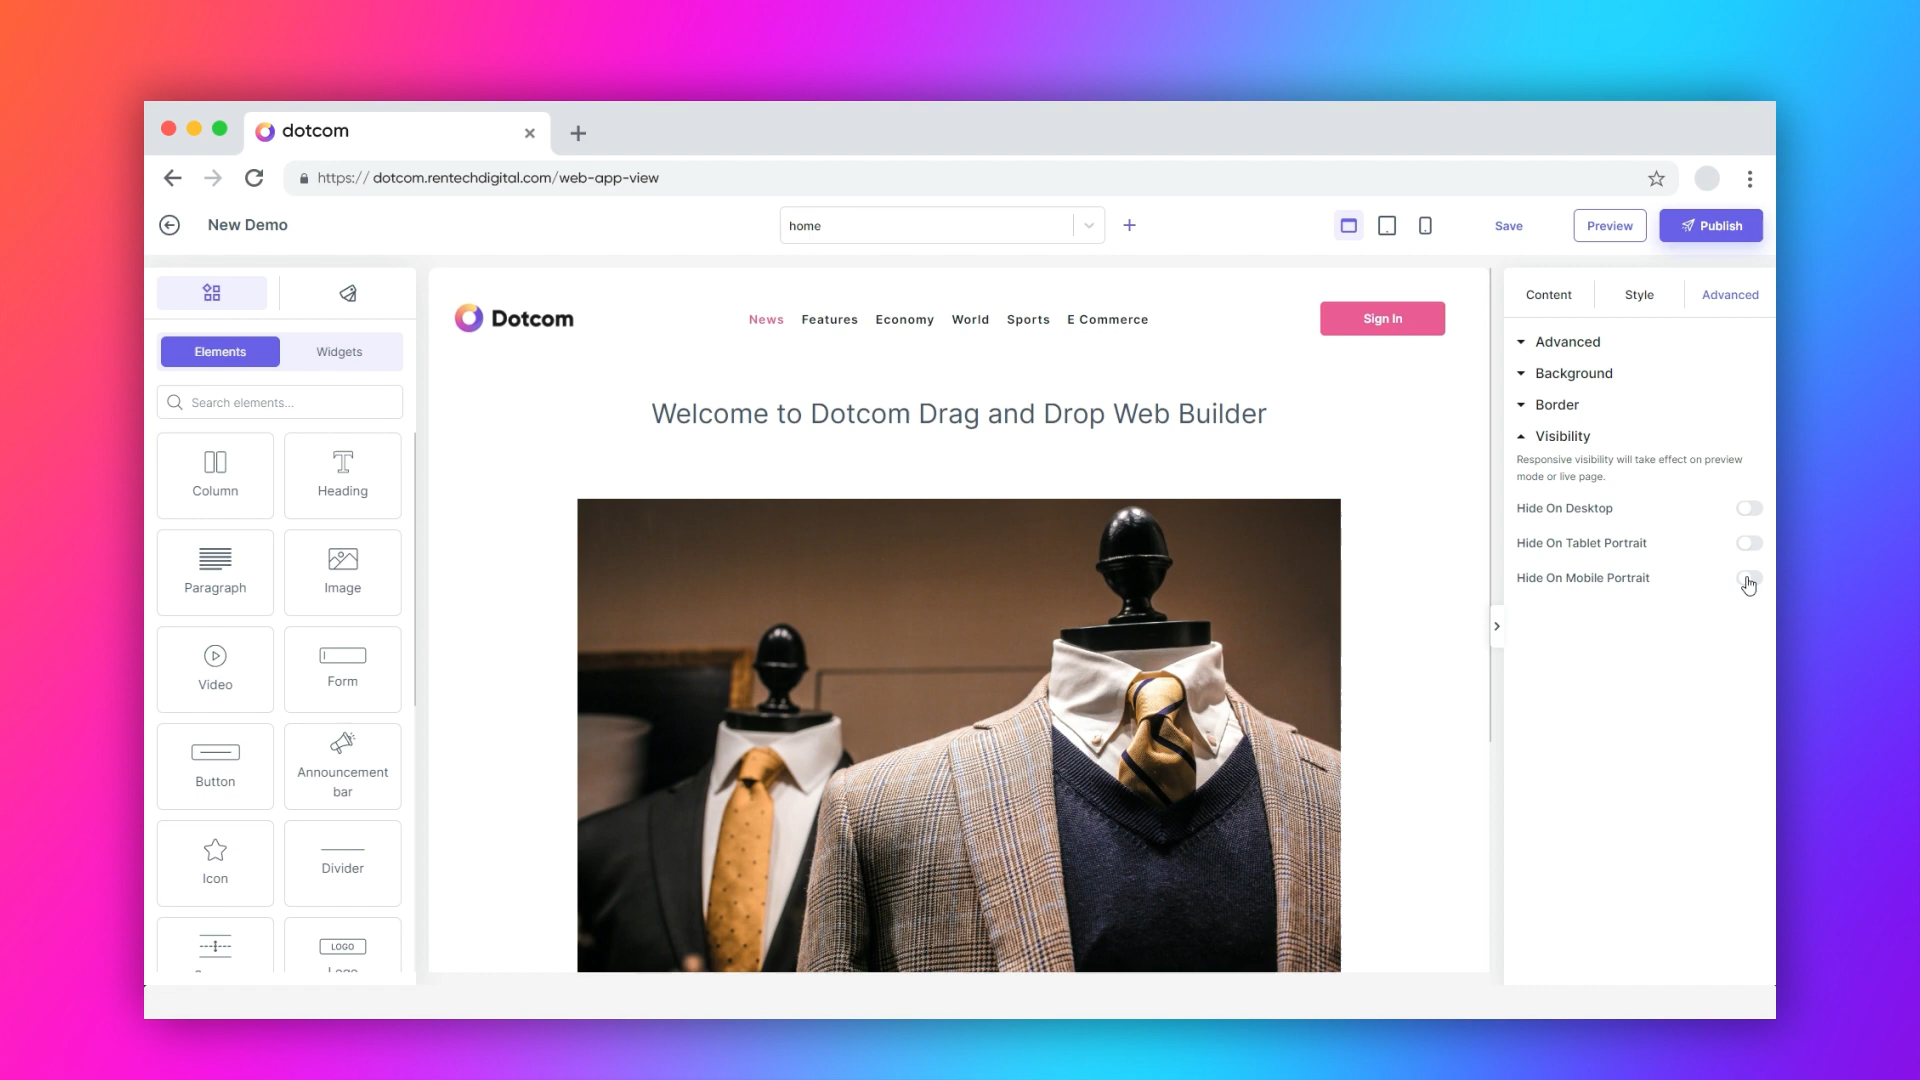 dotcom
https:// dotcom.rentechdigital.com/web-app-view
New Demo
home
Save
Preview
Publish
Elements
Widgets
Search elements...
Column
Heading
Paragraph
Image
Video
Form
Button
Announcement
bar
Icon
Divider
LOGO
Logo
Dotcom
News
Features
Economy
World
Sports
E Commerce
Sign In
Welcome to Dotcom Drag and Drop Web Builder
Content
Style
Advanced
Advanced
Background
Border
Visibility
Responsive visibility will take effect on preview
mode or live page.
Hide On Desktop
Hide On Tablet Portrait
Hide On Mobile Portrait